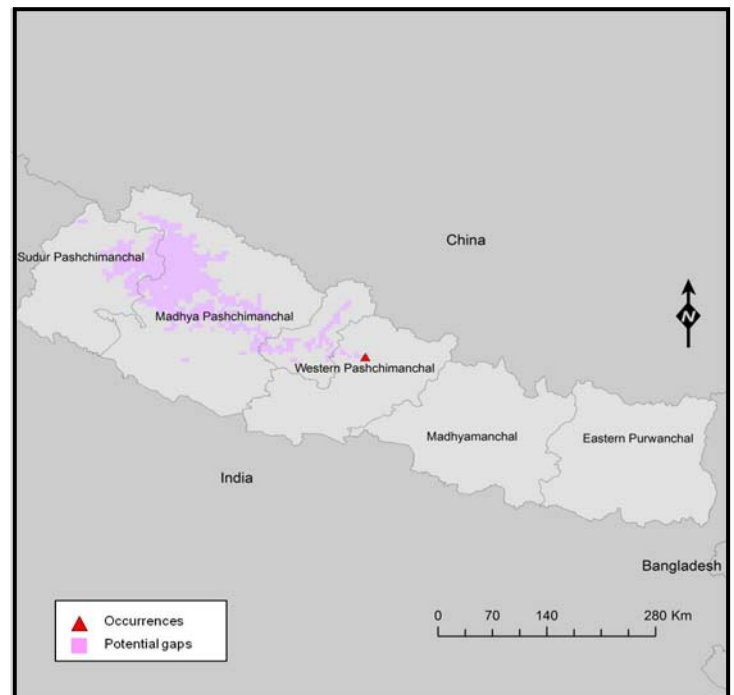 China
Sudur Pashchimanchal
Madhya Pashchimanchal
N
Western Pashchimanchal
Madhyamanchal
Eastern Purwanchal
India
Bangladesh
Occurrences
Potential gaps
0 70 140 280 Km